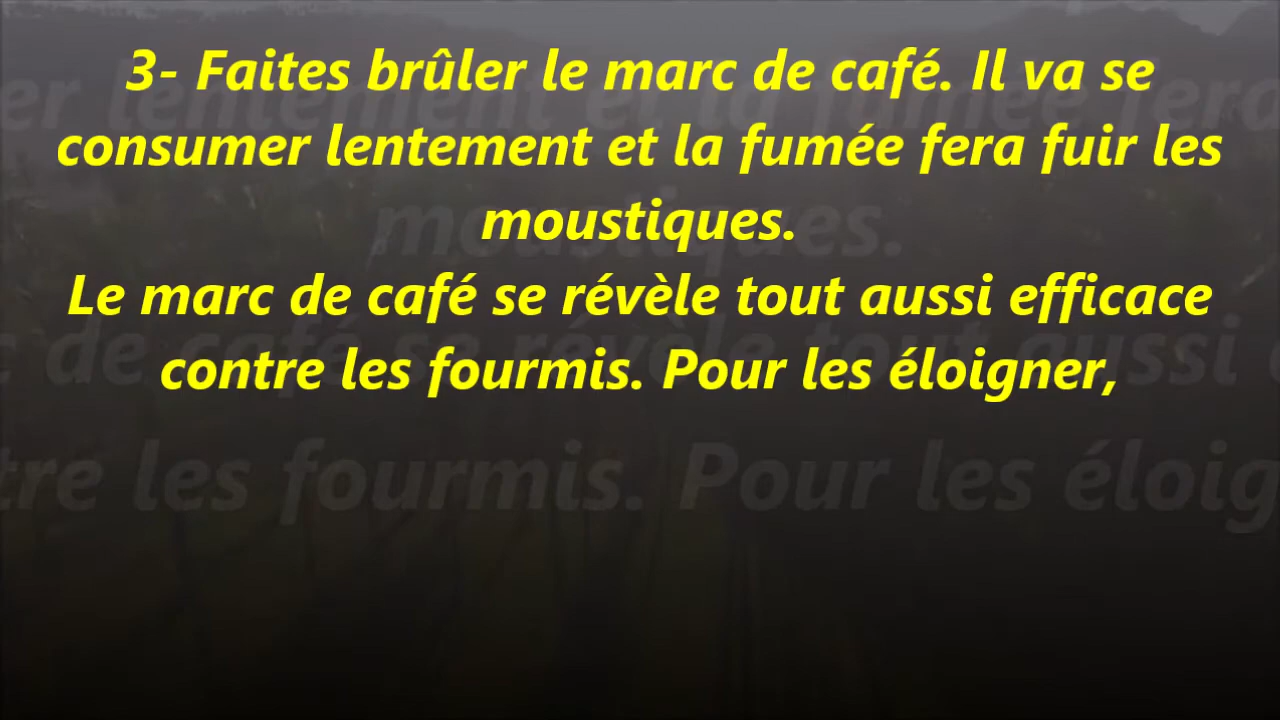 3- Faites brûler le marc de café. Il va se
consumer lentement et la fumée fera fuir les
moustiques.
Le marc de café se révèle tout aussi efficace
contre les fourmis. Pour les éloigner,